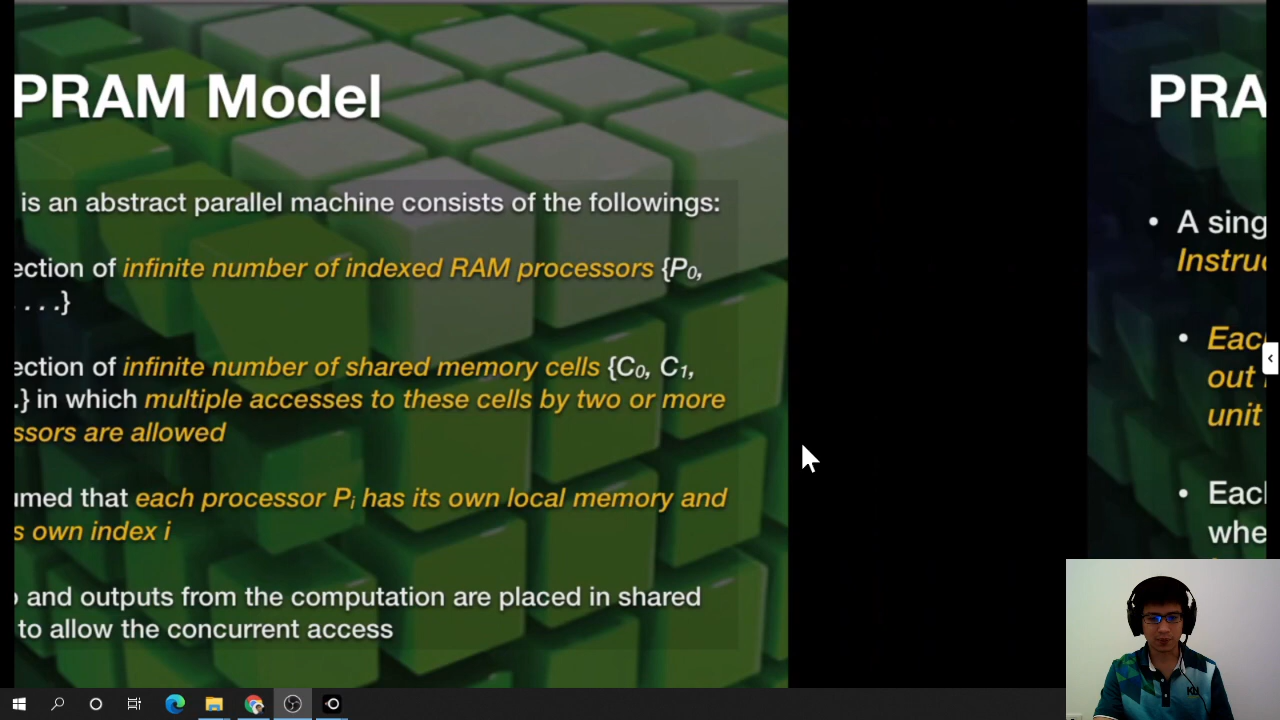 PRAM Model
is an abstract parallel machine consists of the followings:
ection of infinite number of indexed RAM processors {P0,
. . .}
ection of infinite number of shared memory cells {C0, C1,
.} in which multiple accesses to these cells by two or more
ssors are allowed
umed that each processor Pi has its own local memory and
s own index i
and outputs from the computation are placed in shared
to allow the concurrent access
PRA
• A sing
Instruc
• Eac
out
unit
• Eac
whe
KU